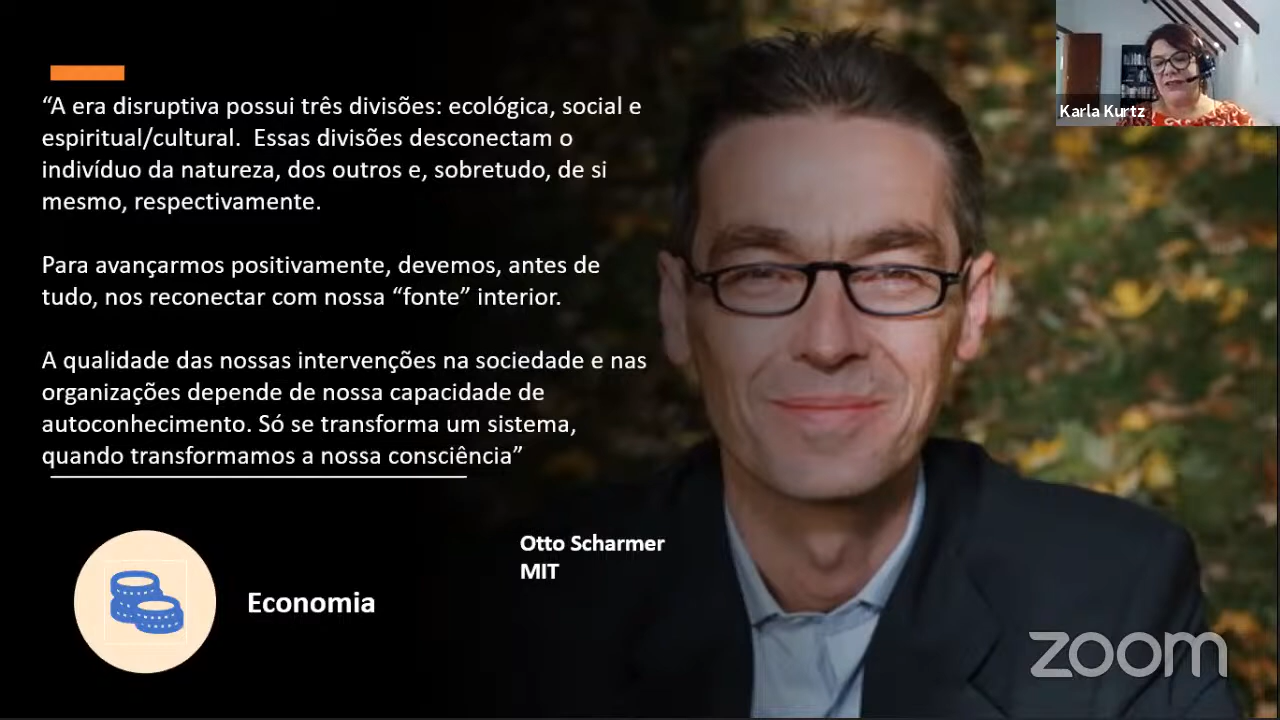 “A era disruptiva possui três divisões: ecológica, social e
espiritual/cultural.  Essas divisões desconectam o
indivíduo da natureza, dos outros e, sobretudo, de si
mesmo, respectivamente.
Para avançarmos positivamente, devemos, antes de
tudo, nos reconectar com nossa “fonte” interior.
A qualidade das nossas intervenções na sociedade e nas
organizações depende de nossa capacidade de
autoconhecimento. Só se transforma um sistema,
quando transformamos a nossa consciência”
Otto Scharmer
MIT
Economia
Karla Kurtz
zoom